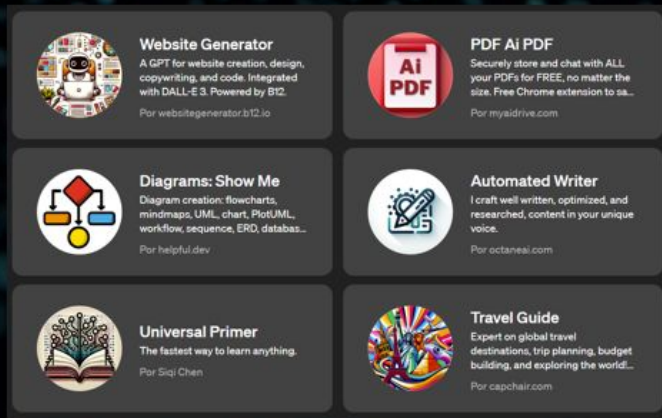 Website Generator
A GPT for website creation, design,
copywriting, and code. Integrated
with DALL-E 3. Powered by B12.
Por websitegenerator.b12.io
Ai
PDF
PDF Ai PDF
Securely store and chat with ALL
your PDFs for FREE, no matter the
size. Free Chrome extension to sa...
Por myaidrive.com
Diagrams: Show Me
Diagram creation: flowcharts,
mindmaps, UML, chart, PlotUML,
workflow, sequence, ERD, databas...
Por helpful.dev
Automated Writer
I craft well written, optimized, and
researched, content in your unique
voice.
Por octaneai.com
Universal Primer
The fastest way to learn anything.
Por Siqi Chen
Travel Guide
Expert on global travel
destinations, trip planning, budget
building, and exploring the world!...
Por capchair.com